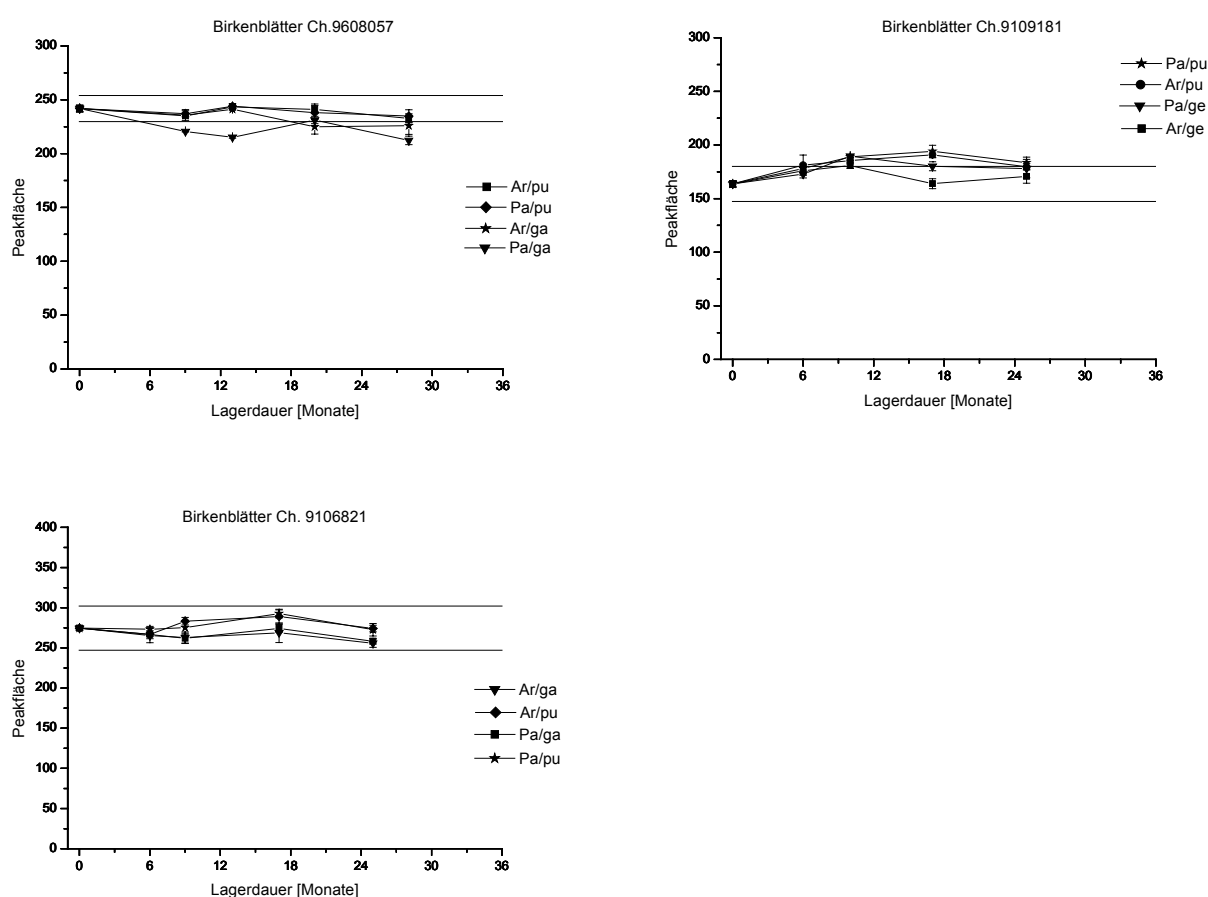 Birkenblätter Ch.9608057
300
250
200
150
100
50
0
Peakfläche
0 6 12 18 24 30 36
Lagerdauer [Monate]
Ar/pu
Pa/pu
Ar/ga
Pa/ga
Birkenblätter Ch.9109181
300
250
200
150
100
50
0
Peakfläche
0 6 12 18 24 30 36
Lagerdauer [Monate]
Pa/pu
Ar/pu
Pa/ge
Ar/ge
Birkenblätter Ch. 9106821
400
350
300
250
200
150
100
50
0
Peakfläche
0 6 12 18 24 30 36
Lagerdauer [Monate]
Ar/ga
Ar/pu
Pa/ga
Pa/pu